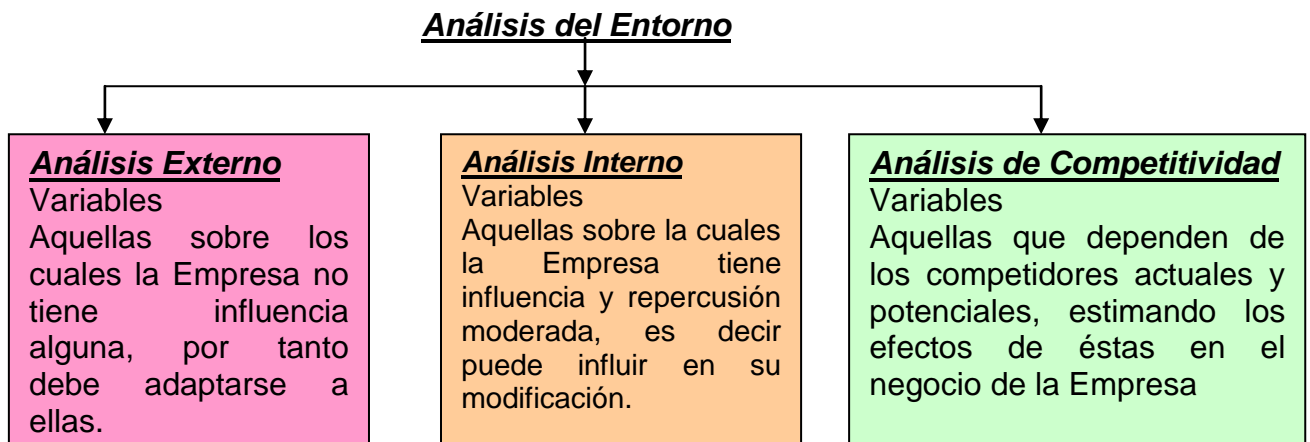 Análisis del Entorno
Análisis Externo
Variables
Aquellas sobre los
cuales la Empresa no
tiene influencia
alguna, por tanto
debe adaptarse a
ellas.
Análisis Interno
Variables
Aquellas sobre la cuales
la Empresa tiene
influencia y repercusión
moderada, es decir
puede influir en su
modificación.
Análisis de Competitividad
Variables
Aquellas que dependen de
los competidores actuales y
potenciales, estimando los
efectos de éstas en el
negocio de la Empresa